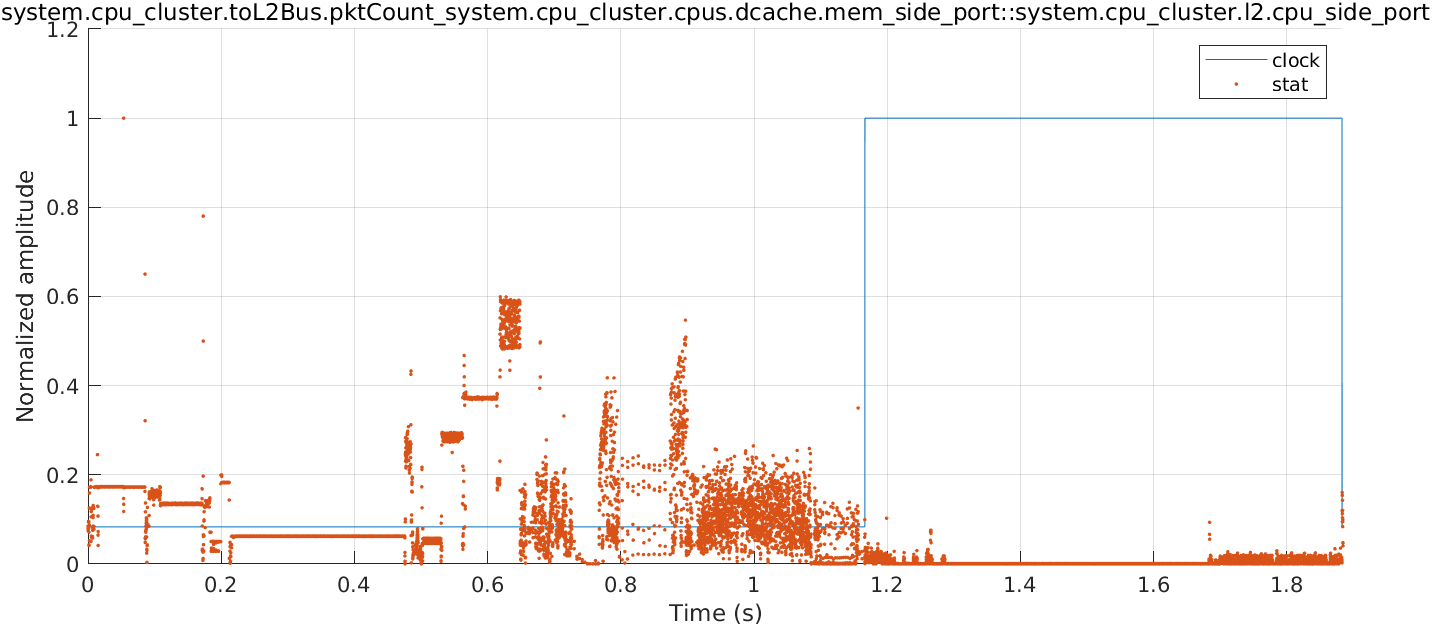 system.cpu_cluster.toL2Bus.pktCount_system.cpu_cluster.cpus.dcache.mem_side_port::system.cpu_cluster.l2.cpu_side_port
1.2
clock
stat
1
0.8
0.6
0.4
0.2
0
Normalized amplitude
0 0.2 0.4 0.6 0.8 1 1.2 1.4 1.6 1.8
Time (s)